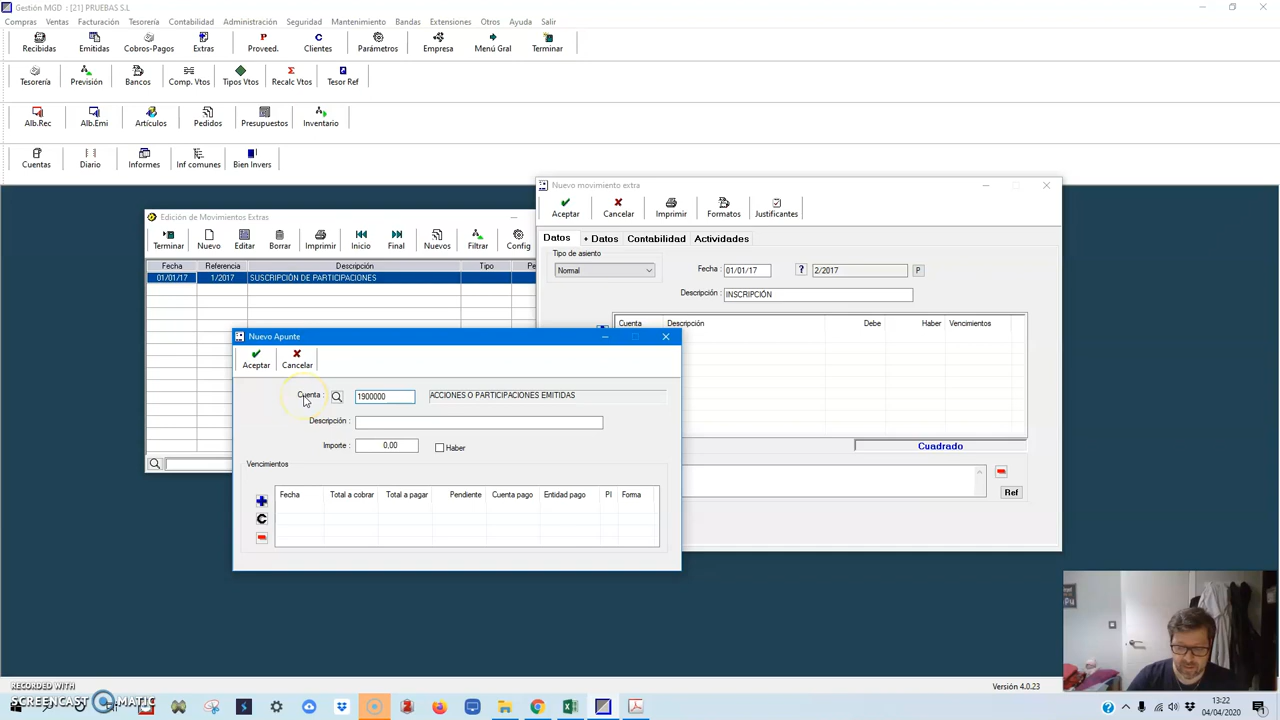 Gestión MGD : [21] PRUEBAS S.L
Compras Ventas Facturación Tesorería Contabilidad Administración Seguridad Mantenimiento Bandas Extensiones Otros Ayuda Salir
Recibidas Emitidas Cobros-Pagos Extras Proveed. Clientes Parámetros Empresa Menú Gral Terminar
Tesorería Previsión Bancos Comp. Vtos Tipos Vtos Recalc Vtos Tesor Ref
Alb.Rec Alb.Emi Artículos Pedidos Presupuestos Inventario
Cuentas Diario Informes Inf comunes Bien Invers
Nuevo movimiento extra
Aceptar Cancelar Imprimir Formatos Justificantes
Datos + Datos Contabilidad Actividades
Tipo de asiento
Normal
Fecha : 01/01/17 ? 2/2017 P
Descripción : INSCRIPCIÓN
Cuenta Descripción Debe Haber Vencimientos
Cuadrado
Ref
Edición de Movimientos Extras
Terminar Nuevo Editar Borrar Imprimir Inicio Final Nuevos Filtrar Config
Fecha Referencia Descripción Tipo Pe
01/01/17 1/2017 SUSCRIPCIÓN DE PARTICIPACIONES
Nuevo Apunte
Aceptar Cancelar
Cuenta : 1900000 ACCIONES O PARTICIPACIONES EMITIDAS
Descripción :
Importe : 0,00 Haber
Vencimientos
Fecha Total a cobrar Total a pagar Pendiente Cuenta pago Entidad pago PI Forma
C
Versión 4.0.23
RECORDED WITH
SCREENCAST MATIC
13:22
04/04/2020